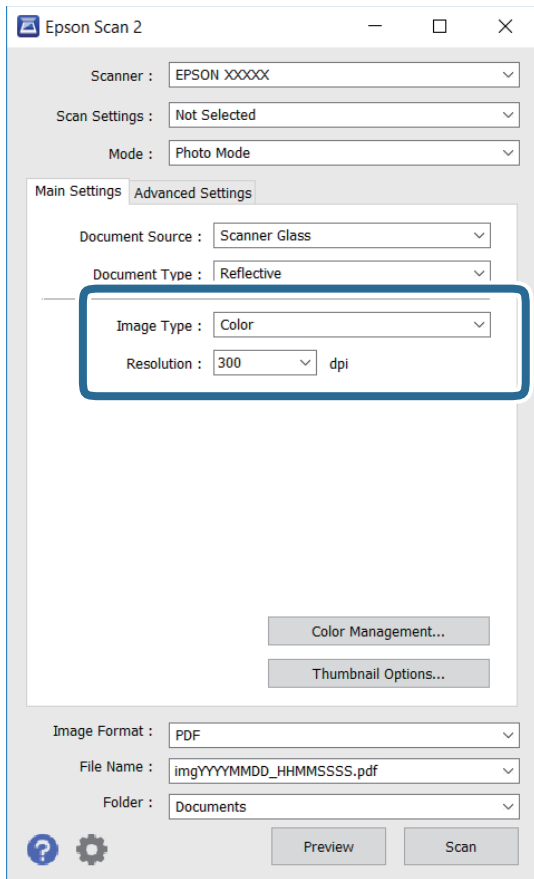 Epson Scan 2
Scanner : EPSON XXXXX
Scan Settings : Not Selected
Mode : Photo Mode
Main Settings Advanced Settings
Document Source : Scanner Glass
Document Type : Reflective
Image Type : Color
Resolution : 300 dpi
Color Management...
Thumbnail Options...
Image Format : PDF
File Name : imgYYYYMMDD_HHMMSSSS.pdf
Folder : Documents
? Preview Scan